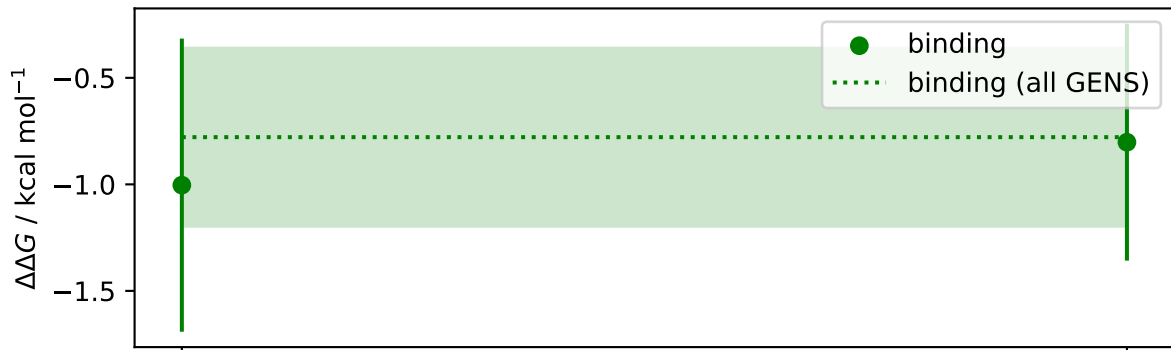 binding
binding (all GENS)
−0.5
−1.0
−1.5
ΔΔG / kcal mol⁻¹